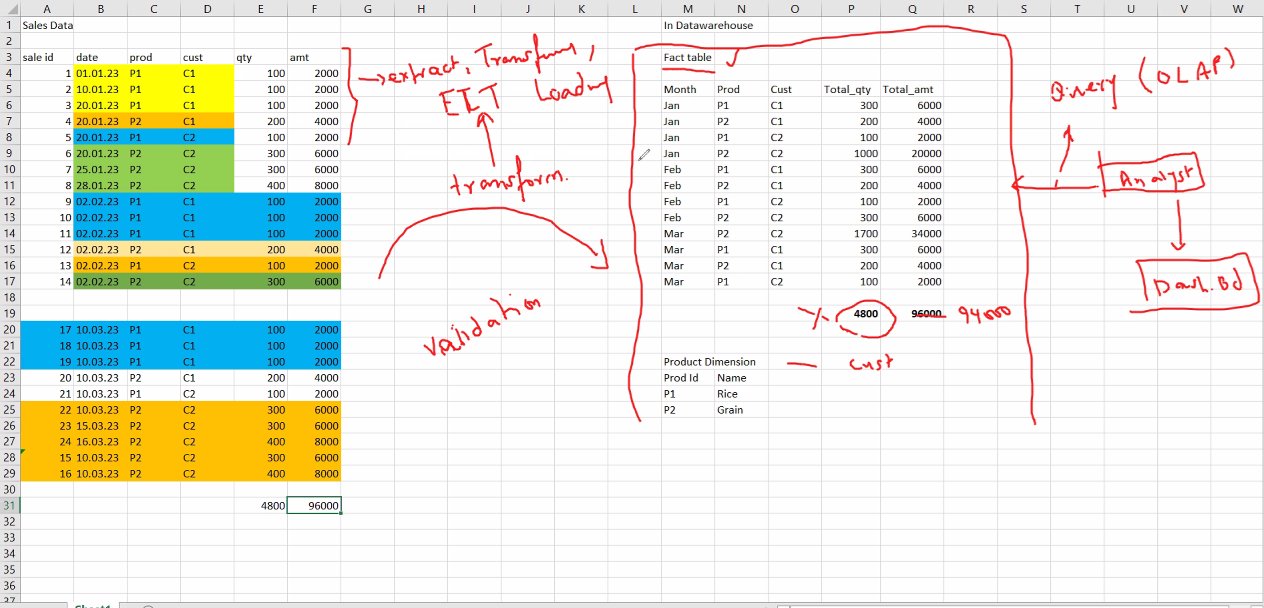 A B C D E F G H I J K L M N O P Q R S T U V W
1 Sales Data In Datawarehouse
2
3 sale id date prod cust qty amt Fact table
4 1 01.01.23 P1 C1 100 2000
5 2 10.01.23 P1 C1 100 2000 Month Prod Cust Total_qty Total_amt
6 3 20.01.23 P1 C1 100 2000 Jan P1 C1 300 6000
7 4 20.01.23 P2 C1 200 4000 Jan P2 C1 200 4000
8 5 20.01.23 P1 C2 100 2000 Jan P1 C2 100 2000
9 6 20.01.23 P2 C2 300 6000 Jan P2 C2 1000 20000
10 7 25.01.23 P2 C2 300 6000 Feb P1 C1 300 6000
11 8 28.01.23 P2 C2 400 8000 Feb P2 C1 200 4000
12 9 02.02.23 P1 C1 100 2000 Feb P1 C2 100 2000
13 10 02.02.23 P1 C1 100 2000 Feb P2 C2 300 6000
14 11 02.02.23 P1 C1 100 2000 Mar P2 C2 1700 34000
15 12 02.02.23 P2 C1 200 4000 Mar P1 C1 300 6000
16 13 02.02.23 P1 C2 100 2000 Mar P2 C1 200 4000
17 14 02.02.23 P2 C2 300 6000 Mar P1 C2 100 2000
18
19 4800 96000 94000
20 17 10.03.23 P1 C1 100 2000
21 18 10.03.23 P1 C1 100 2000
22 19 10.03.23 P1 C1 100 2000 Product Dimension — cust
23 20 10.03.23 P2 C1 200 4000 Prod Id Name
24 21 10.03.23 P1 C2 100 2000 P1 Rice
25 22 10.03.23 P2 C2 300 6000 P2 Grain
26 23 15.03.23 P2 C2 300 6000
27 24 16.03.23 P2 C2 400 8000
28 15 10.03.23 P2 C2 300 6000
29 16 10.03.23 P2 C2 400 8000
30
31 4800 96000
32
33
34
35
36
37
extract, Transform,
ELT Loading
transform.
Validation
Query (OLAP)
Analyst
Dash.Bd
Sheet1